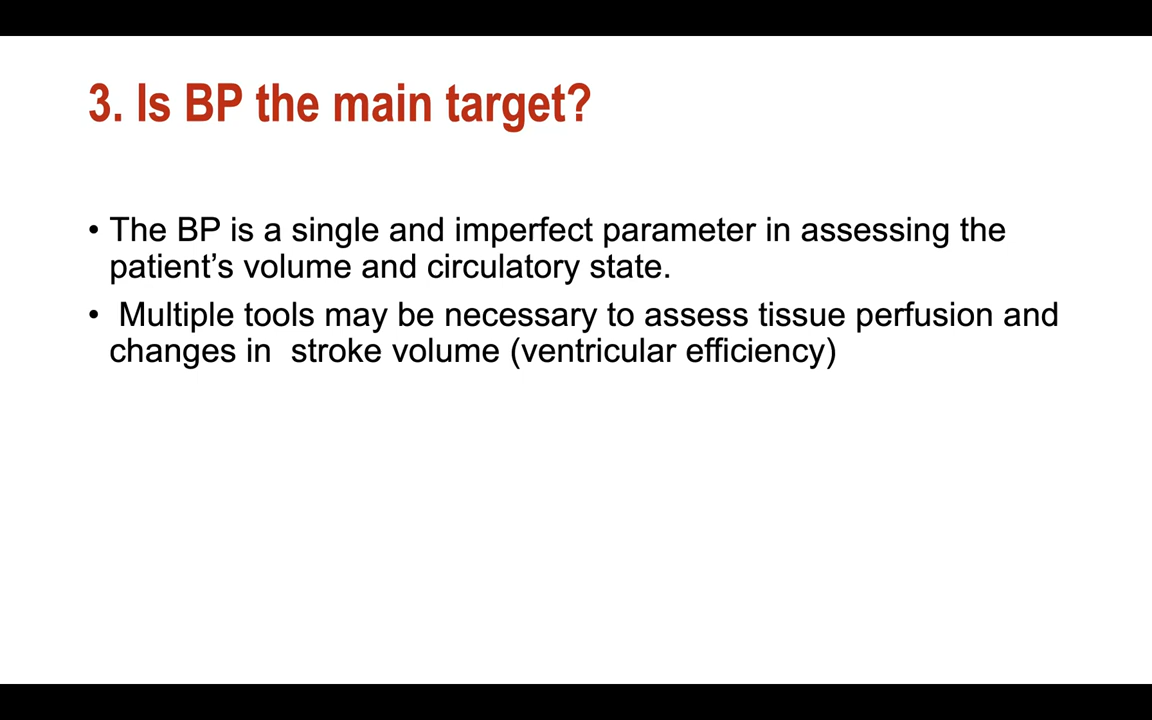 3. Is BP the main target?
• The BP is a single and imperfect parameter in assessing the
patient’s volume and circulatory state.
• Multiple tools may be necessary to assess tissue perfusion and
changes in  stroke volume (ventricular efficiency)